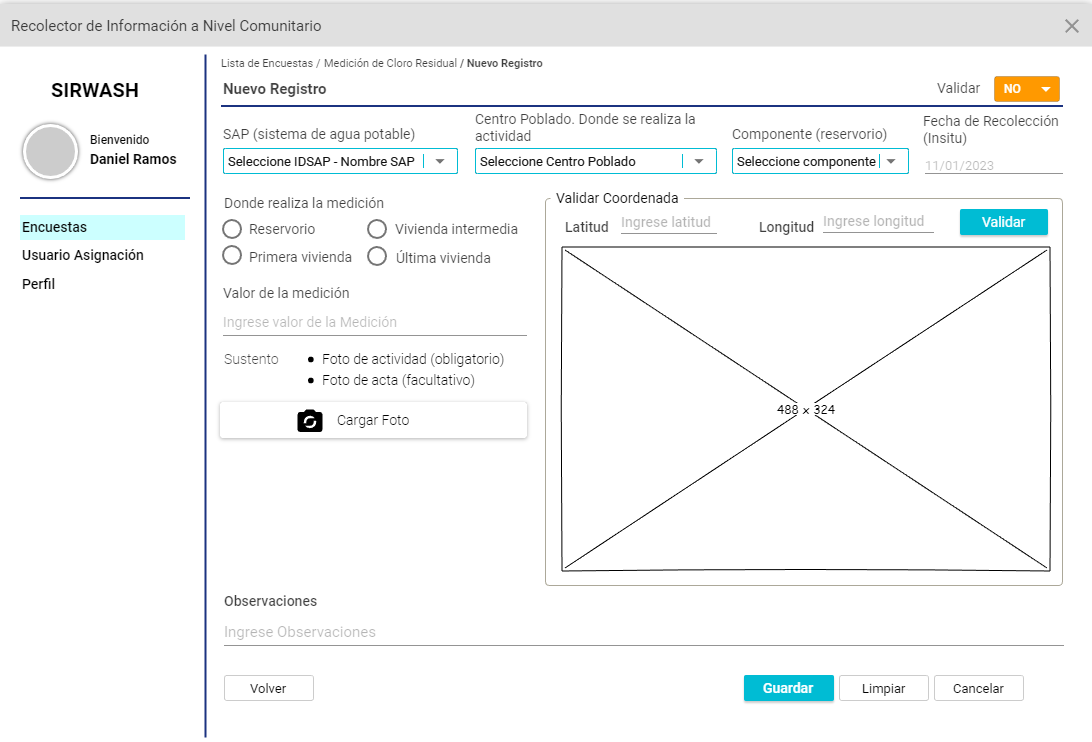 Recolector de Información a Nivel Comunitario
SIRWASH
Bienvenido
Daniel Ramos
Encuestas
Usuario Asignación
Perfil
Lista de Encuestas / Medición de Cloro Residual / Nuevo Registro
Nuevo Registro
Validar
NO
SAP (sistema de agua potable)
Seleccione IDSAP - Nombre SAP
Centro Poblado. Donde se realiza la
actividad
Seleccione Centro Poblado
Componente (reservorio)
Seleccione componente
Fecha de Recolección
(Insitu)
11/01/2023
Donde realiza la medición
Reservorio
Vivienda intermedia
Primera vivienda
Última vivienda
Valor de la medición
Ingrese valor de la Medición
Sustento
Foto de actividad (obligatorio)
Foto de acta (facultativo)
Cargar Foto
Validar Coordenada
Latitud
Ingrese latitud
Longitud
Ingrese longitud
Validar
488 x 324
Observaciones
Ingrese Observaciones
Volver
Guardar
Limpiar
Cancelar